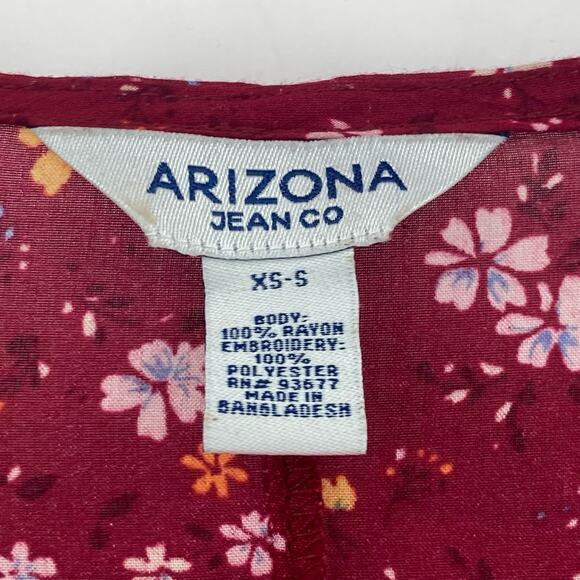 ARIZONA
JEAN CO
XS-S
BODY:
100% RAYON
EMBROIDERY:
100%
POLYESTER
RN# 93677
MADE IN
BANGLADESH